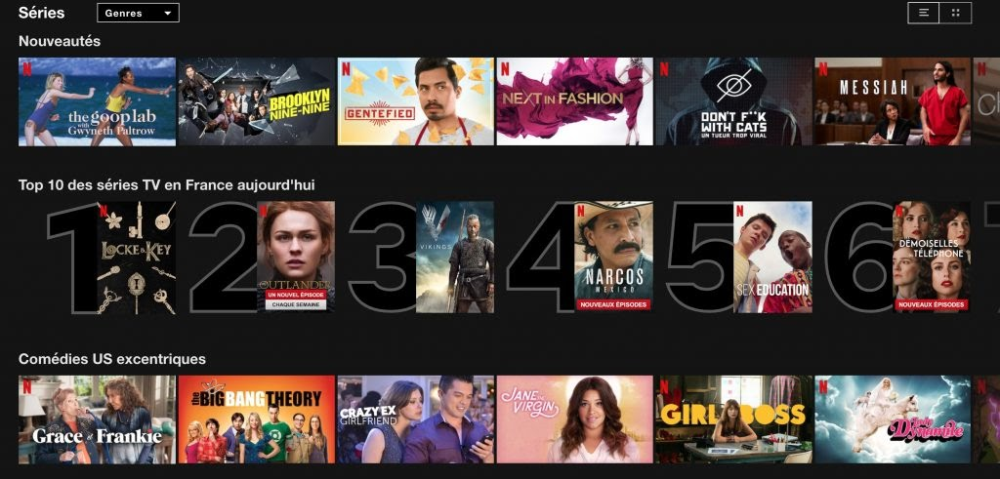 Séries
Genres
Nouveautés
N
the goop lab
with
Gwyneth Paltrow
BROOKLYN
NINE-NINE
N
GENTEFIED
N
NEXT IN FASHION
N
DON'T F**K
WITH CATS
UN TUEUR TROP VIRAL
N
MESSIAH
Top 10 des séries TV en France aujourd'hui
1
N
LOCKE & KEY
2
N
OUTLANDER
UN NOUVEL ÉPISODE
CHAQUE SEMAINE
3
VIKINGS
4
N
NARCOS
MEXICO
NOUVEAUX ÉPISODES
5
N
SEX EDUCATION
6
N
DEMOISELLES
TÉLÉPHONE
NOUVEAUX ÉPISODES
Comédies US excentriques
N
Grace & Frankie
the BIG BANG THEORY
N
CRAZY EX
GIRLFRIEND
JANE THE
VIRGIN
N
GIRLBOSS
N
Lady
Dynamite